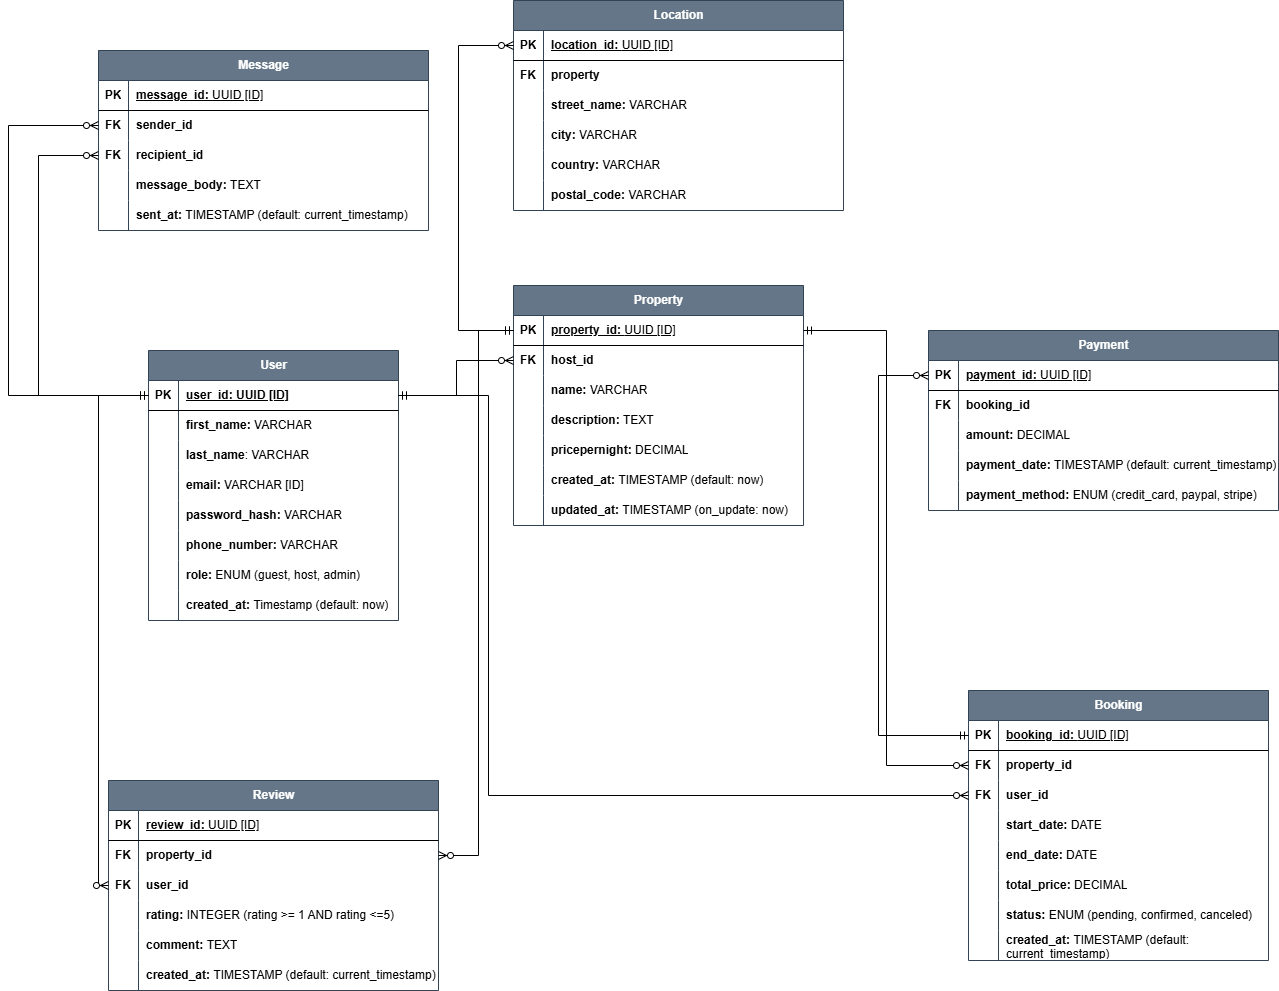 Location
PK location_id: UUID [ID]
FK property
street_name: VARCHAR
city: VARCHAR
country: VARCHAR
postal_code: VARCHAR
Message
PK message_id: UUID [ID]
FK sender_id
FK recipient_id
message_body: TEXT
sent_at: TIMESTAMP (default: current_timestamp)
Property
PK property_id: UUID [ID]
FK host_id
name: VARCHAR
description: TEXT
pricepernight: DECIMAL
created_at: TIMESTAMP (default: now)
updated_at: TIMESTAMP (on_update: now)
User
PK user_id: UUID [ID]
first_name: VARCHAR
last_name: VARCHAR
email: VARCHAR [ID]
password_hash: VARCHAR
phone_number: VARCHAR
role: ENUM (guest, host, admin)
created_at: Timestamp (default: now)
Payment
PK payment_id: UUID [ID]
FK booking_id
amount: DECIMAL
payment_date: TIMESTAMP (default: current_timestamp)
payment_method: ENUM (credit_card, paypal, stripe)
Booking
PK booking_id: UUID [ID]
FK property_id
FK user_id
start_date: DATE
end_date: DATE
total_price: DECIMAL
status: ENUM (pending, confirmed, canceled)
created_at: TIMESTAMP (default:
current_timestamp)
Review
PK review_id: UUID [ID]
FK property_id
FK user_id
rating: INTEGER (rating >= 1 AND rating <=5)
comment: TEXT
created_at: TIMESTAMP (default: current_timestamp)